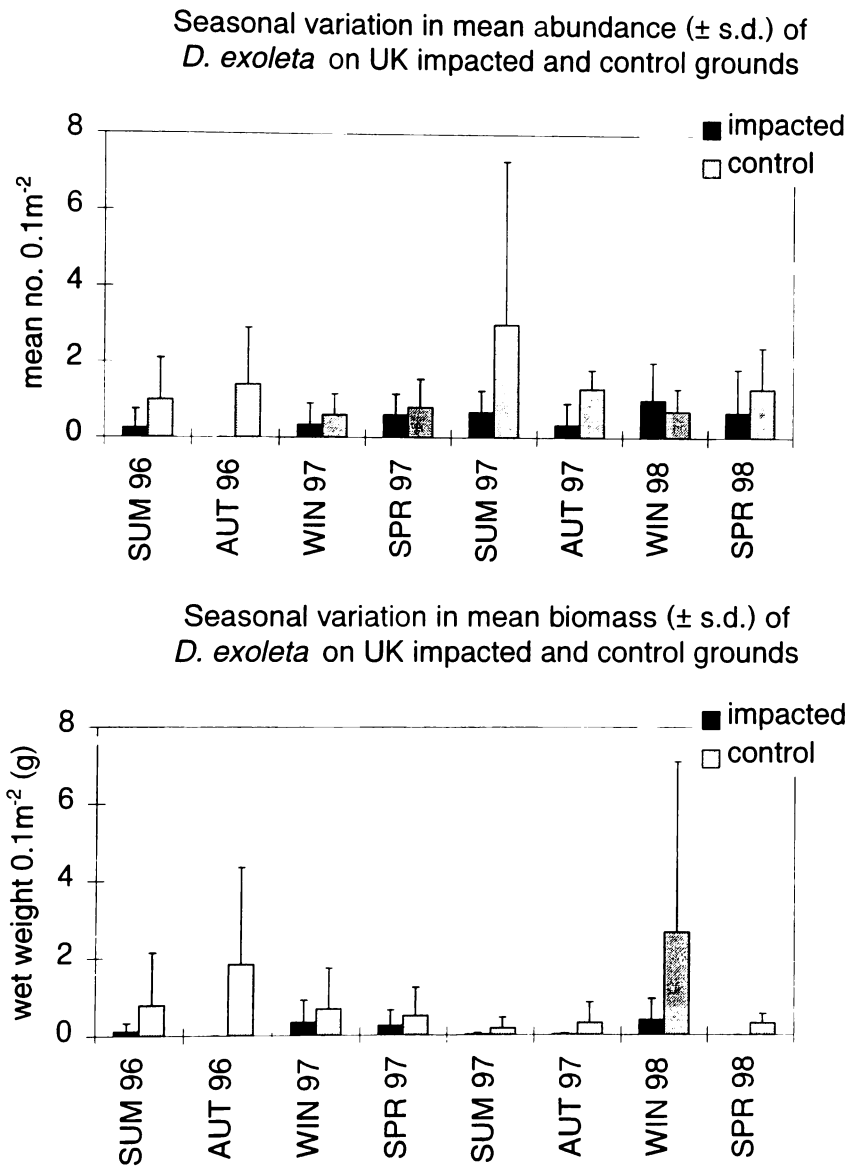 Seasonal variation in mean abundance (± s.d.) of
D. exoleta on UK impacted and control grounds
impacted
control
mean no. 0.1m⁻²
8
6
4
2
0
SUM 96
AUT 96
WIN 97
SPR 97
SUM 97
AUT 97
WIN 98
SPR 98
Seasonal variation in mean biomass (± s.d.) of
D. exoleta on UK impacted and control grounds
impacted
control
wet weight 0.1m⁻² (g)
8
6
4
2
0
SUM 96
AUT 96
WIN 97
SPR 97
SUM 97
AUT 97
WIN 98
SPR 98